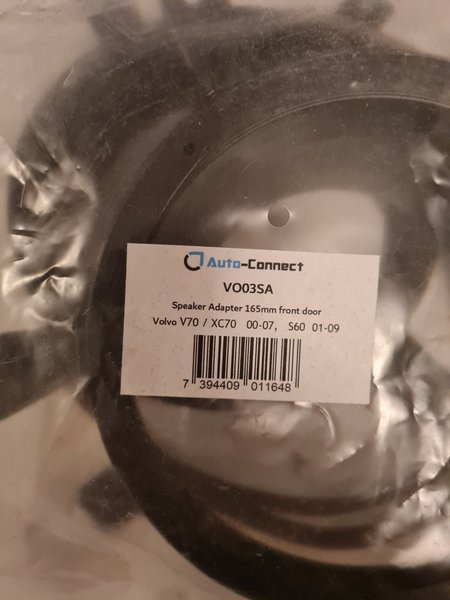 Auto-Connect
VO03SA
Speaker Adapter 165mm front door
Volvo V70 / XC70 00-07, S60 01-09
7 394409 011648